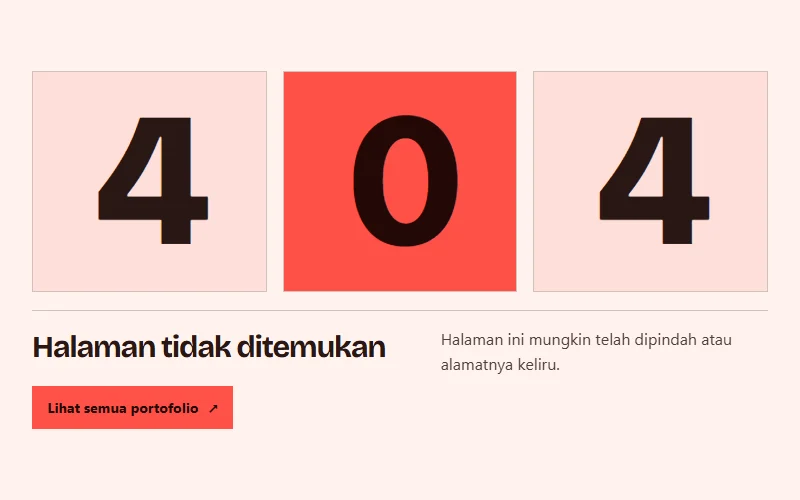 4 0 4
Halaman tidak ditemukan
Halaman ini mungkin telah dipindah atau
alamatnya keliru.
Lihat semua portofolio ↗